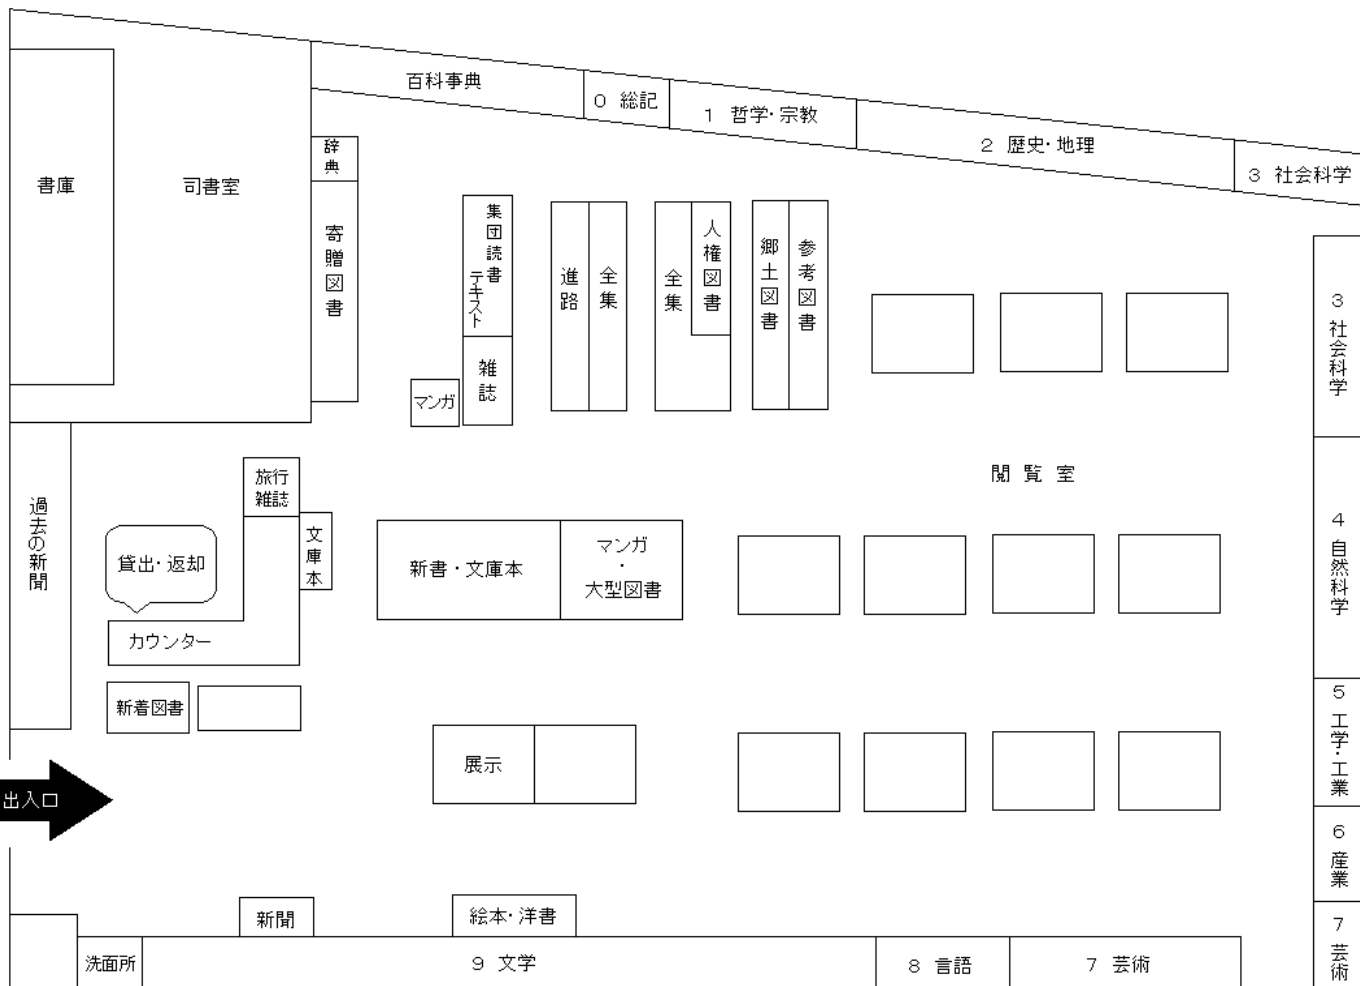 百科事典
0 総記
1 哲学・宗教
2 歴史・地理
3 社会科学
書庫
司書室
辞典
寄贈図書
集団読書
テキスト
雑誌
マンガ
進路
全集
全集
人権図書
郷土図書
参考図書
3 社会科学
閲覧室
4 自然科学
過去の新聞
旅行
雑誌
文庫本
貸出・返却
カウンター
新書・文庫本
マンガ
・
大型図書
新着図書
展示
5 工学・工業
出入口
6 産業
新聞
絵本・洋書
7 芸術
洗面所
9 文学
8 言語
7 芸術